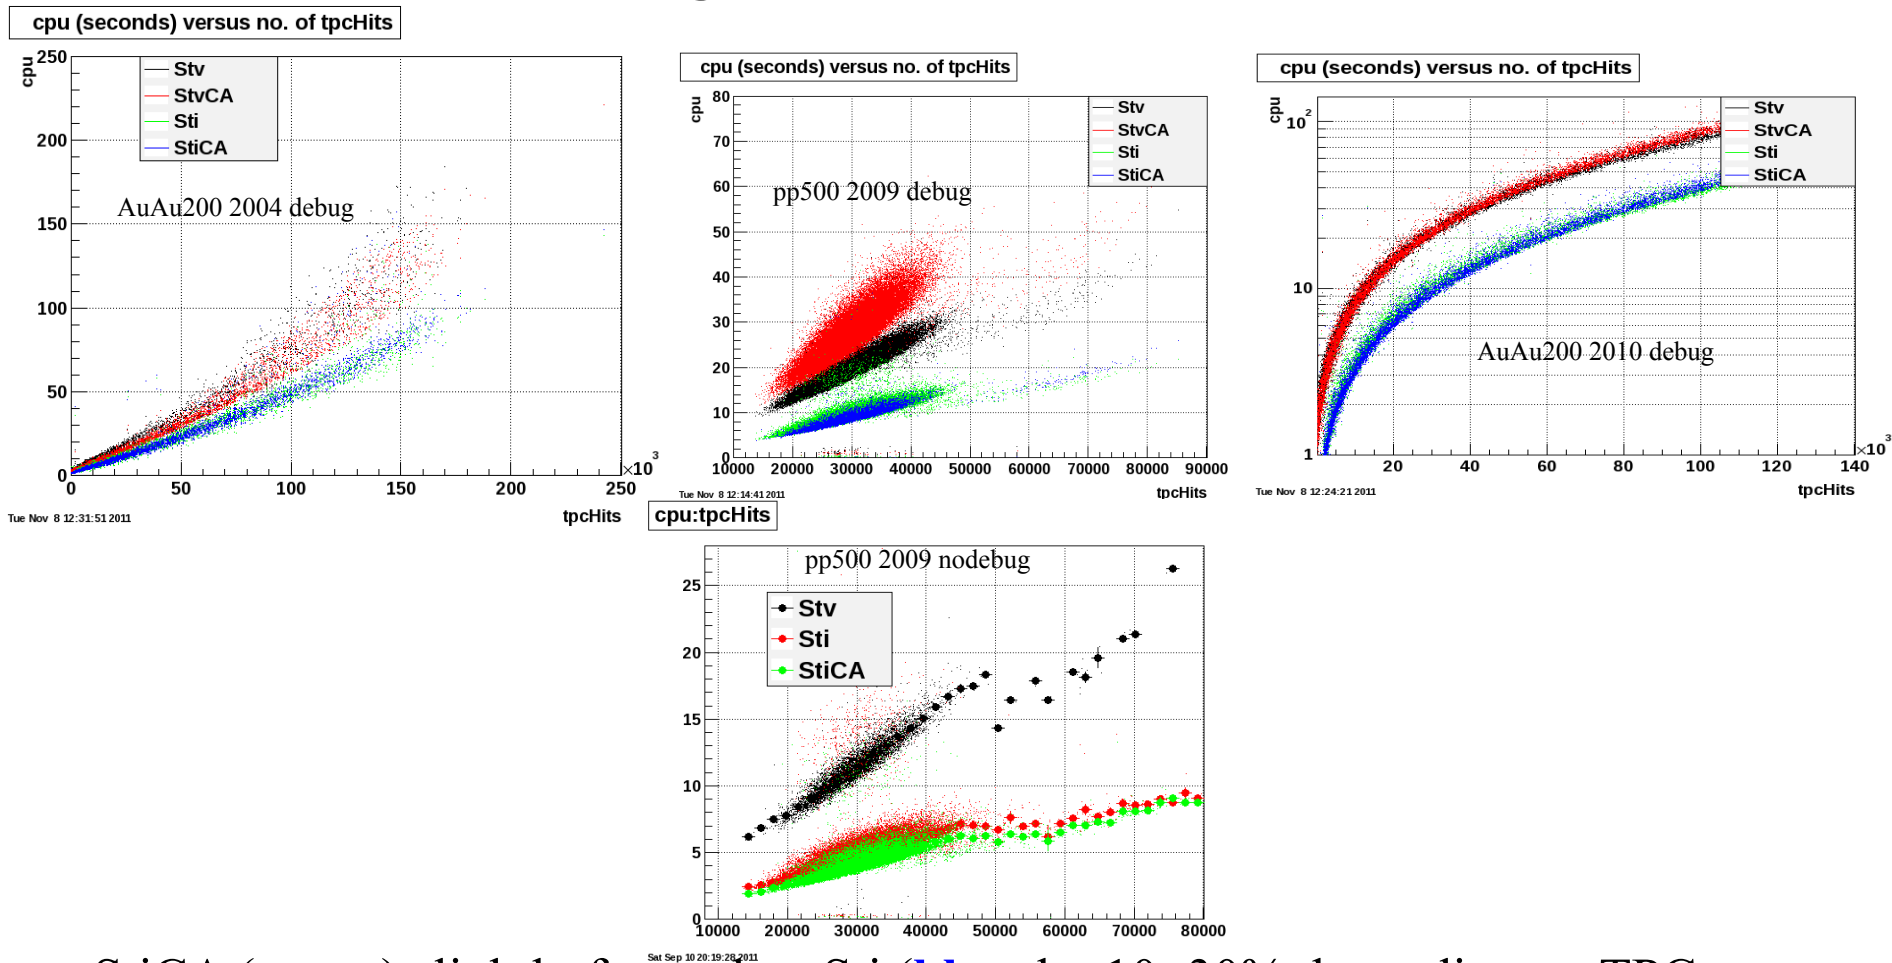 cpu (seconds) versus no. of tpcHits
cpu
250
200
150
100
50
0
Stv
StvCA
Sti
StiCA
AuAu200 2004 debug
0 50 100 150 200 250
×10³
tpcHits
Tue Nov 8 12:31:51 2011
cpu (seconds) versus no. of tpcHits
cpu
80
70
60
50
40
30
20
10
0
Stv
StvCA
Sti
StiCA
pp500 2009 debug
10000 20000 30000 40000 50000 60000 70000 80000 90000
tpcHits
Tue Nov 8 12:14:41 2011
cpu (seconds) versus no. of tpcHits
cpu
10²
10
1
Stv
StvCA
Sti
StiCA
AuAu200 2010 debug
20 40 60 80 100 120 140
×10³
tpcHits
Tue Nov 8 12:24:21 2011
cpu:tpcHits
pp500 2009 nodebug
25
20
15
10
5
0
Stv
Sti
StiCA
10000 20000 30000 40000 50000 60000 70000 80000
Sat Sep 10 20:19:28 2011